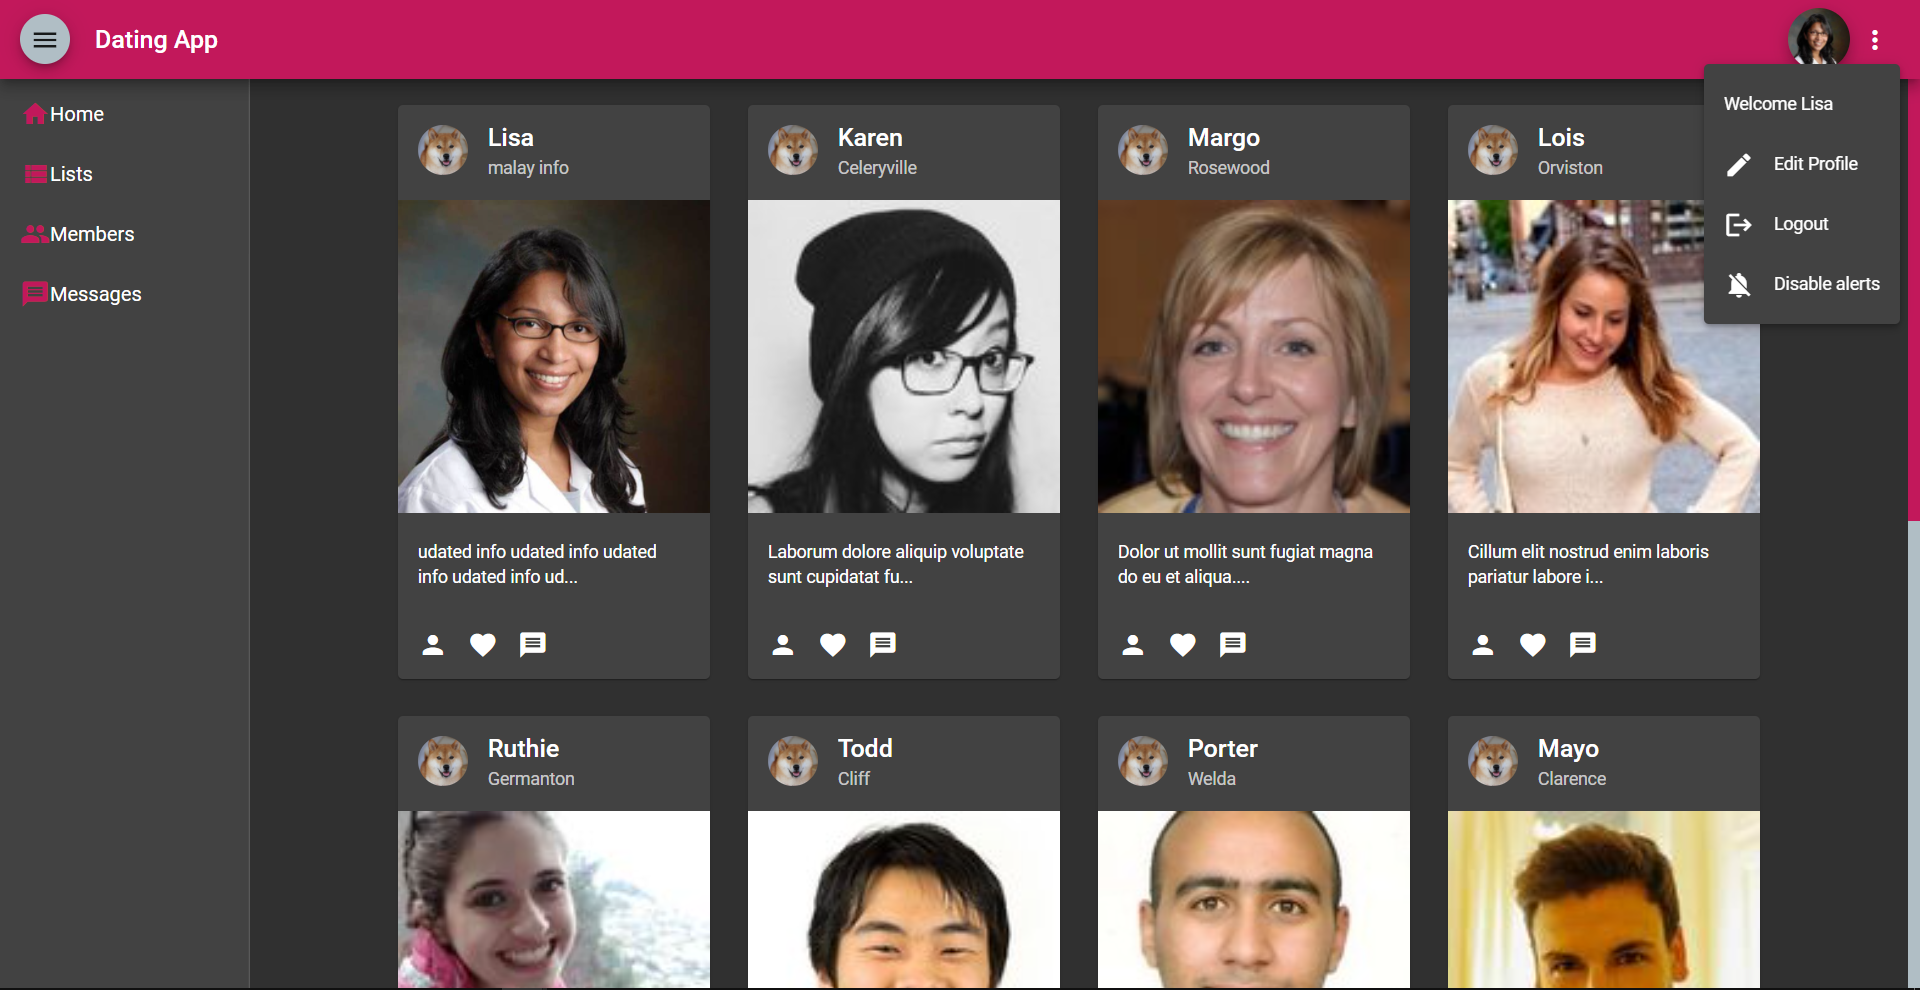 Dating App
Welcome Lisa
Edit Profile
Logout
Disable alerts
Home
Lists
Members
Messages
Lisa
malay info
udated info udated info udated
info udated info ud...
Karen
Celeryville
Laborum dolore aliquip voluptate
sunt cupidatat fu...
Margo
Rosewood
Dolor ut mollit sunt fugiat magna
do eu et aliqua....
Lois
Orviston
Cillum elit nostrud enim laboris
pariatur labore i...
Ruthie
Germanton
Todd
Cliff
Porter
Welda
Mayo
Clarence